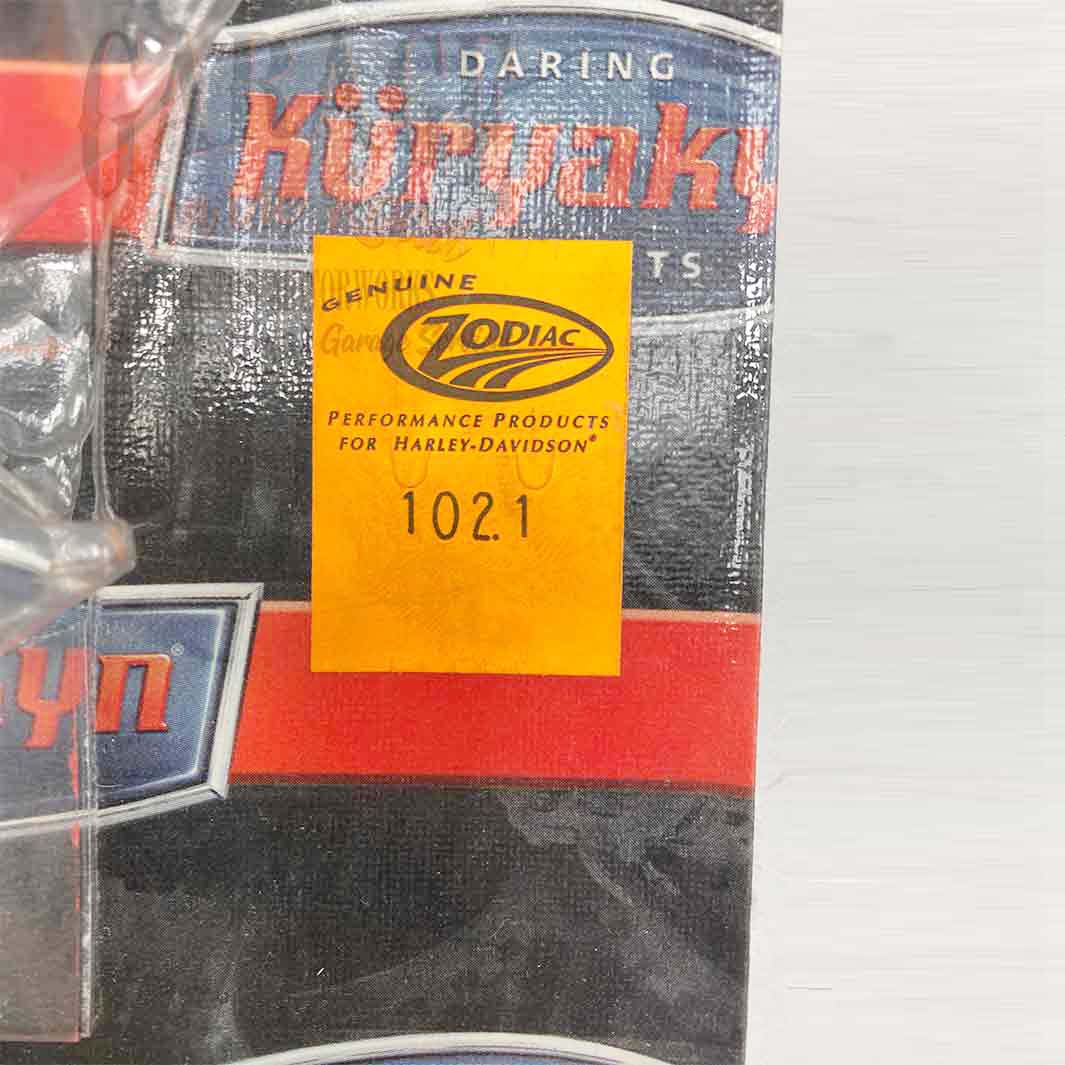 DARING
Küryaky
TS
GENUINE
ZODIAC
PERFORMANCE PRODUCTS
FOR HARLEY-DAVIDSON®
102.1
yn®